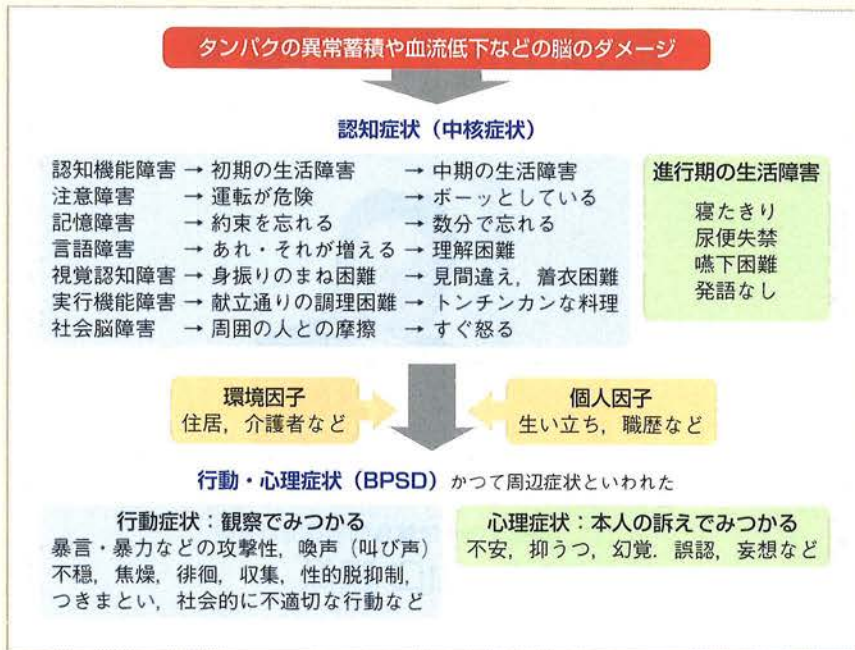 タンパクの異常蓄積や血流低下などの脳のダメージ
認知症状（中核症状）
認知機能障害 → 初期の生活障害 → 中期の生活障害
注意障害 → 運転が危険 → ボーッとしている
記憶障害 → 約束を忘れる → 数分で忘れる
言語障害 → あれ・それが増える → 理解困難
視覚認知障害 → 身振りのまね困難 → 見間違え，着衣困難
実行機能障害 → 献立通りの調理困難 → トンチンカンな料理
社会脳障害 → 周囲の人との摩擦 → すぐ怒る
進行期の生活障害
寝たきり
尿便失禁
嚥下困難
発語なし
環境因子
住居，介護者など
個人因子
生い立ち，職歴など
行動・心理症状（BPSD）かつて周辺症状といわれた
行動症状：観察でみつかる
暴言・暴力などの攻撃性，喚声（叫び声）
不穏，焦燥，徘徊，収集，性的脱抑制，
つきまとい，社会的に不適切な行動など
心理症状：本人の訴えでみつかる
不安，抑うつ，幻覚．誤認，妄想など